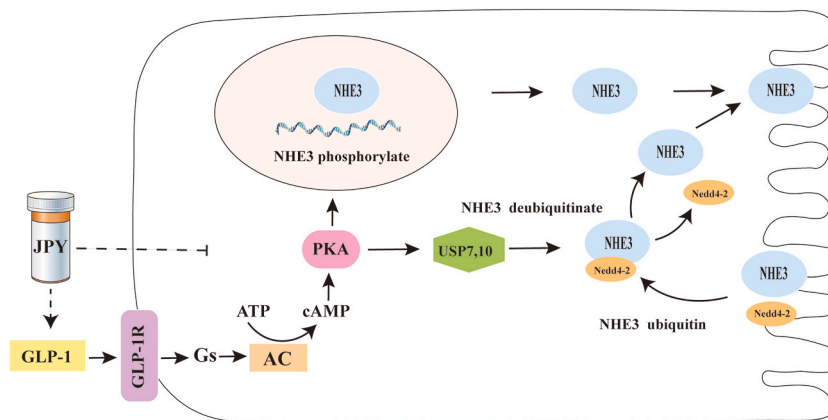 NHE3
NHE3
NHE3
NHE3 phosphorylate
NHE3
Nedd4-2
NHE3 deubiquitinate
JPY
PKA
USP7,10
NHE3
Nedd4-2
NHE3
Nedd4-2
ATP
cAMP
NHE3 ubiquitin
GLP-1
GLP-1R
Gs
AC